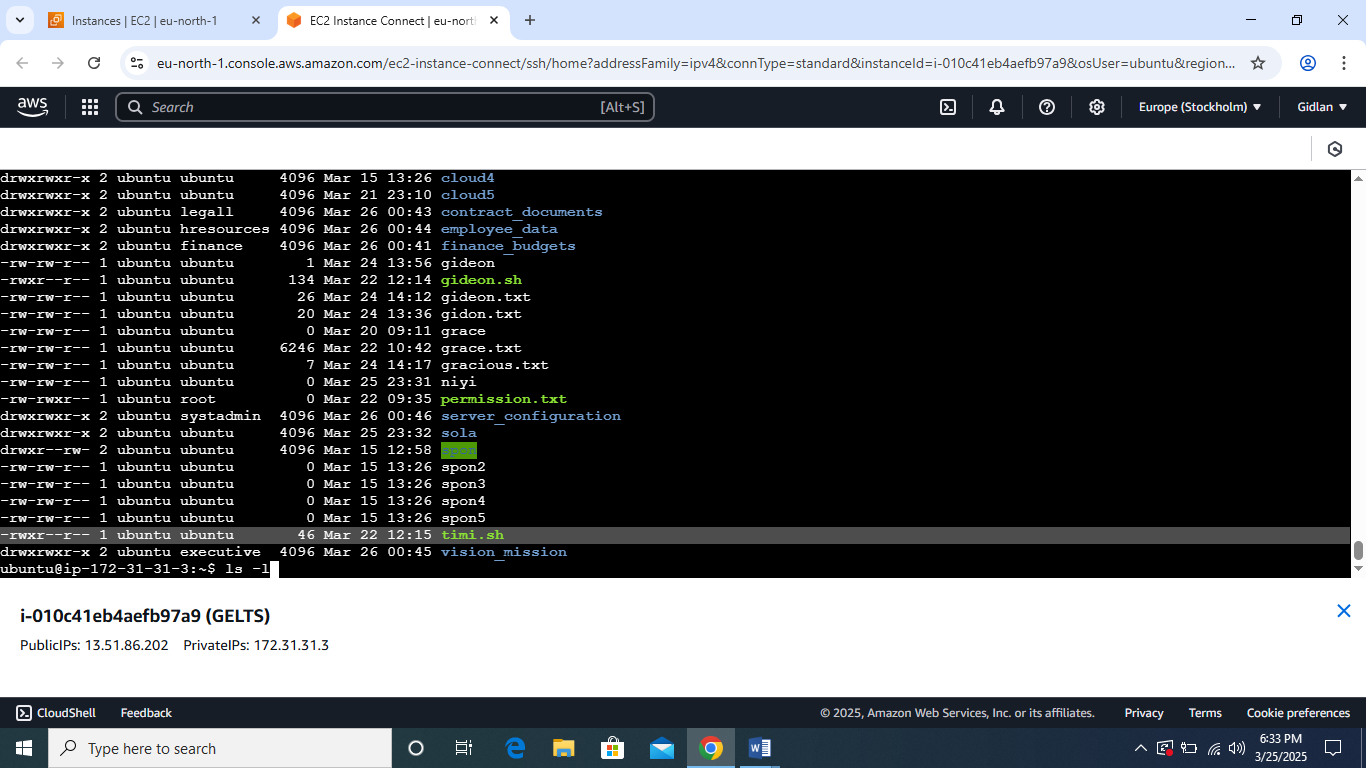 Instances | EC2 | eu-north-1
EC2 Instance Connect | eu-nort
eu-north-1.console.aws.amazon.com/ec2-instance-connect/ssh/home?addressFamily=ipv4&connType=standard&instanceId=i-010c41eb4aefb97a9&osUser=ubuntu&region...
aws
Search
[Alt+S]
Europe (Stockholm)
Gidlan
drwxrwxr-x 2 ubuntu ubuntu     4096 Mar 15 13:26 cloud4
drwxrwxr-x 2 ubuntu ubuntu     4096 Mar 21 23:10 cloud5
drwxrwxr-x 2 ubuntu legall     4096 Mar 26 00:43 contract_documents
drwxrwxr-x 2 ubuntu hresources 4096 Mar 26 00:44 employee_data
drwxrwxr-x 2 ubuntu finance    4096 Mar 26 00:41 finance_budgets
-rw-rw-r-- 1 ubuntu ubuntu        1 Mar 24 13:56 gideon
-rwxr--r-- 1 ubuntu ubuntu      134 Mar 22 12:14 gideon.sh
-rw-rw-r-- 1 ubuntu ubuntu       26 Mar 24 14:12 gideon.txt
-rw-rw-r-- 1 ubuntu ubuntu       20 Mar 24 13:36 gidon.txt
-rw-rw-r-- 1 ubuntu ubuntu        0 Mar 20 09:11 grace
-rw-rw-r-- 1 ubuntu ubuntu     6246 Mar 22 10:42 grace.txt
-rw-rw-r-- 1 ubuntu ubuntu        7 Mar 24 14:17 gracious.txt
-rw-rw-r-- 1 ubuntu ubuntu        0 Mar 25 23:31 niyi
-rwxrwxr-- 1 ubuntu root          0 Mar 22 09:35 permission.txt
drwxrwxr-x 2 ubuntu systadmin  4096 Mar 26 00:46 server_configuration
drwxrwxr-x 2 ubuntu ubuntu     4096 Mar 25 23:32 sola
drwxr--rw- 2 ubuntu ubuntu     4096 Mar 15 12:58 spon
-rw-rw-r-- 1 ubuntu ubuntu        0 Mar 15 13:26 spon2
-rw-rw-r-- 1 ubuntu ubuntu        0 Mar 15 13:26 spon3
-rw-rw-r-- 1 ubuntu ubuntu        0 Mar 15 13:26 spon4
-rw-rw-r-- 1 ubuntu ubuntu        0 Mar 15 13:26 spon5
-rwxr--r-- 1 ubuntu ubuntu       46 Mar 22 12:15 timi.sh
drwxrwxr-x 2 ubuntu executive  4096 Mar 26 00:45 vision_mission
ubuntu@ip-172-31-31-3:~$ ls -l
i-010c41eb4aefb97a9 (GELTS)
PublicIPs: 13.51.86.202    PrivateIPs: 172.31.31.3
CloudShell
Feedback
© 2025, Amazon Web Services, Inc. or its affiliates.
Privacy
Terms
Cookie preferences
Type here to search
6:33 PM
3/25/2025